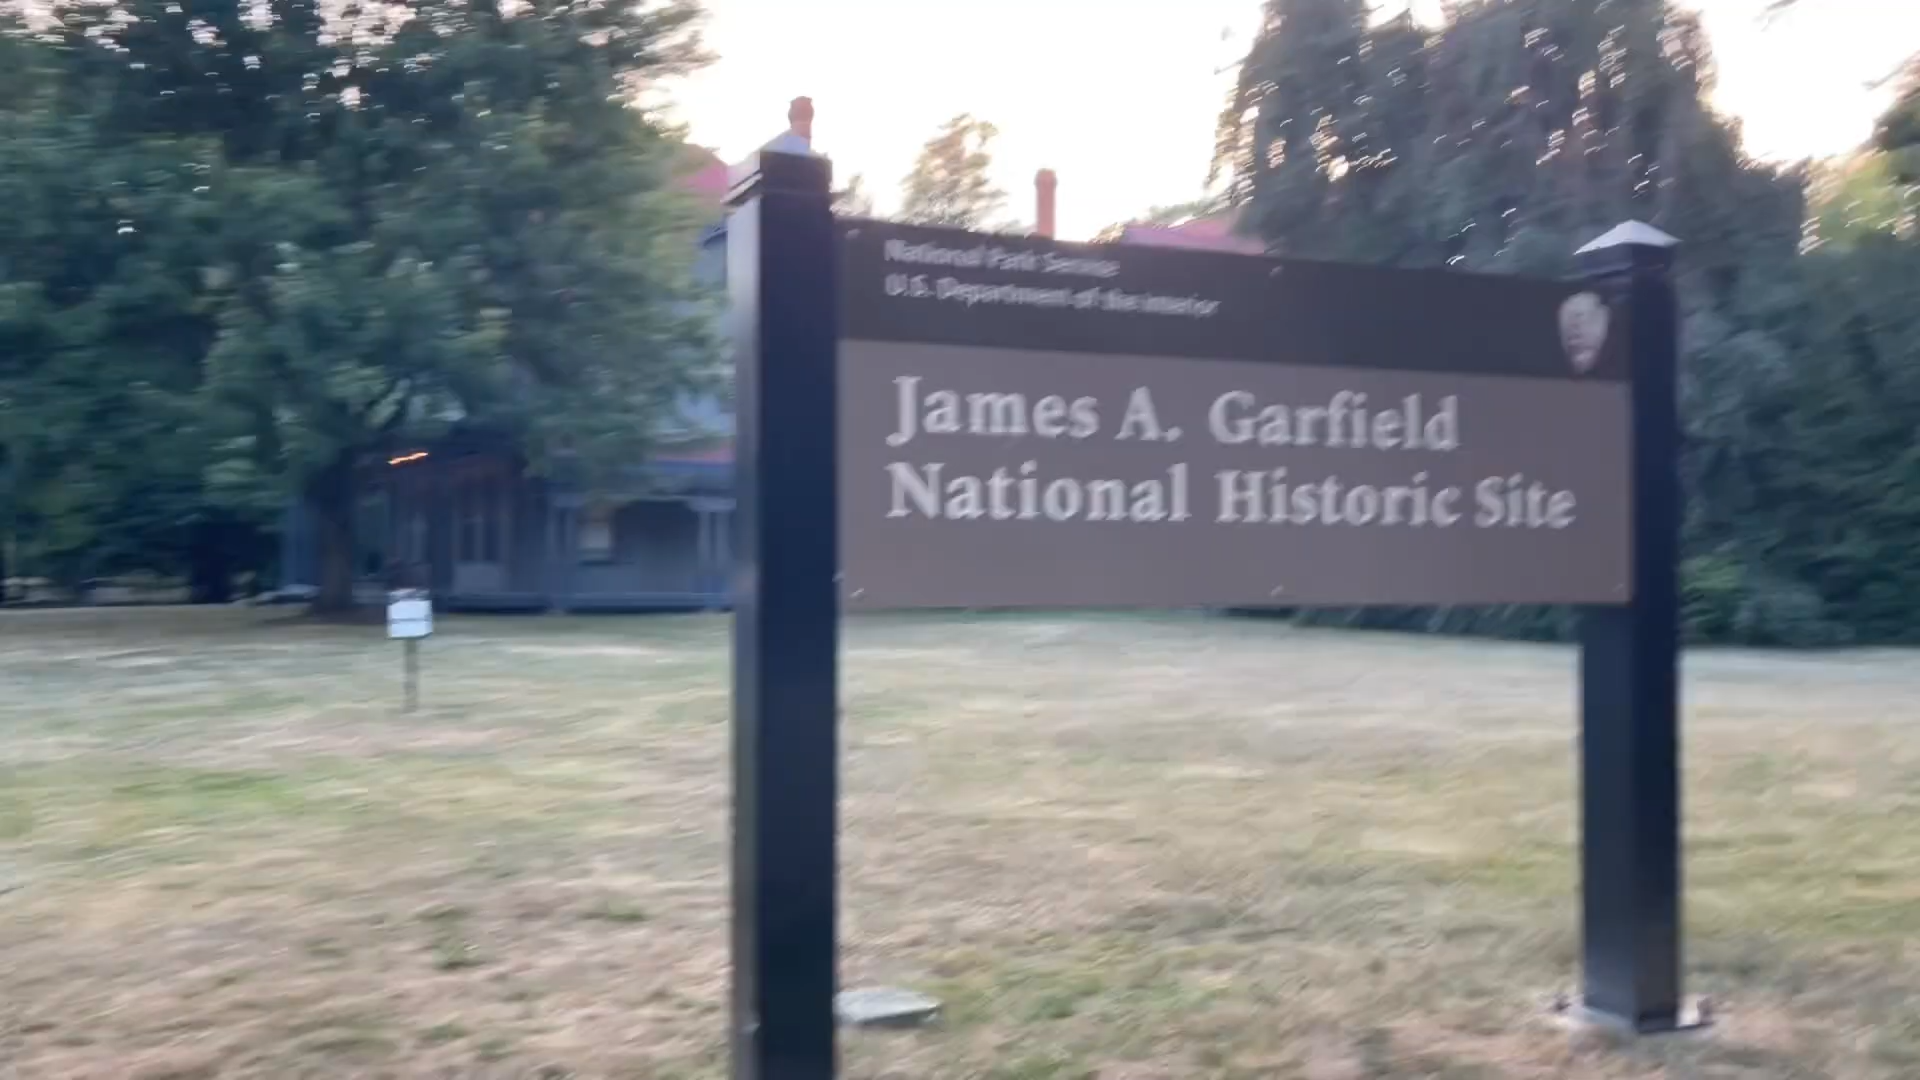 National Park Service
U.S. Department of the Interior
James A. Garfield
National Historic Site